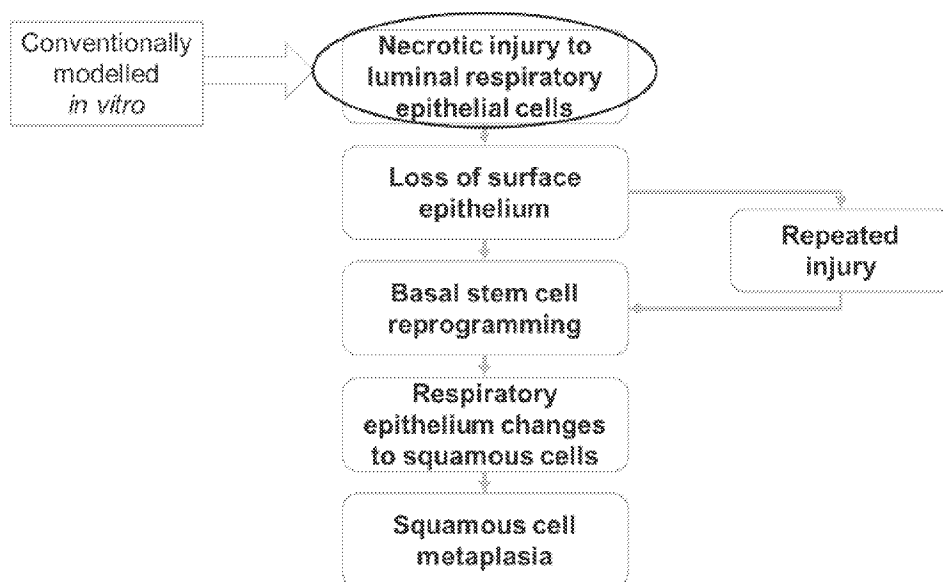 Conventionally
modelled
in vitro
Necrotic injury to
luminal respiratory
epithelial cells
Loss of surface
epithelium
Repeated
injury
Basal stem cell
reprogramming
Respiratory
epithelium changes
to squamous cells
Squamous cell
metaplasia